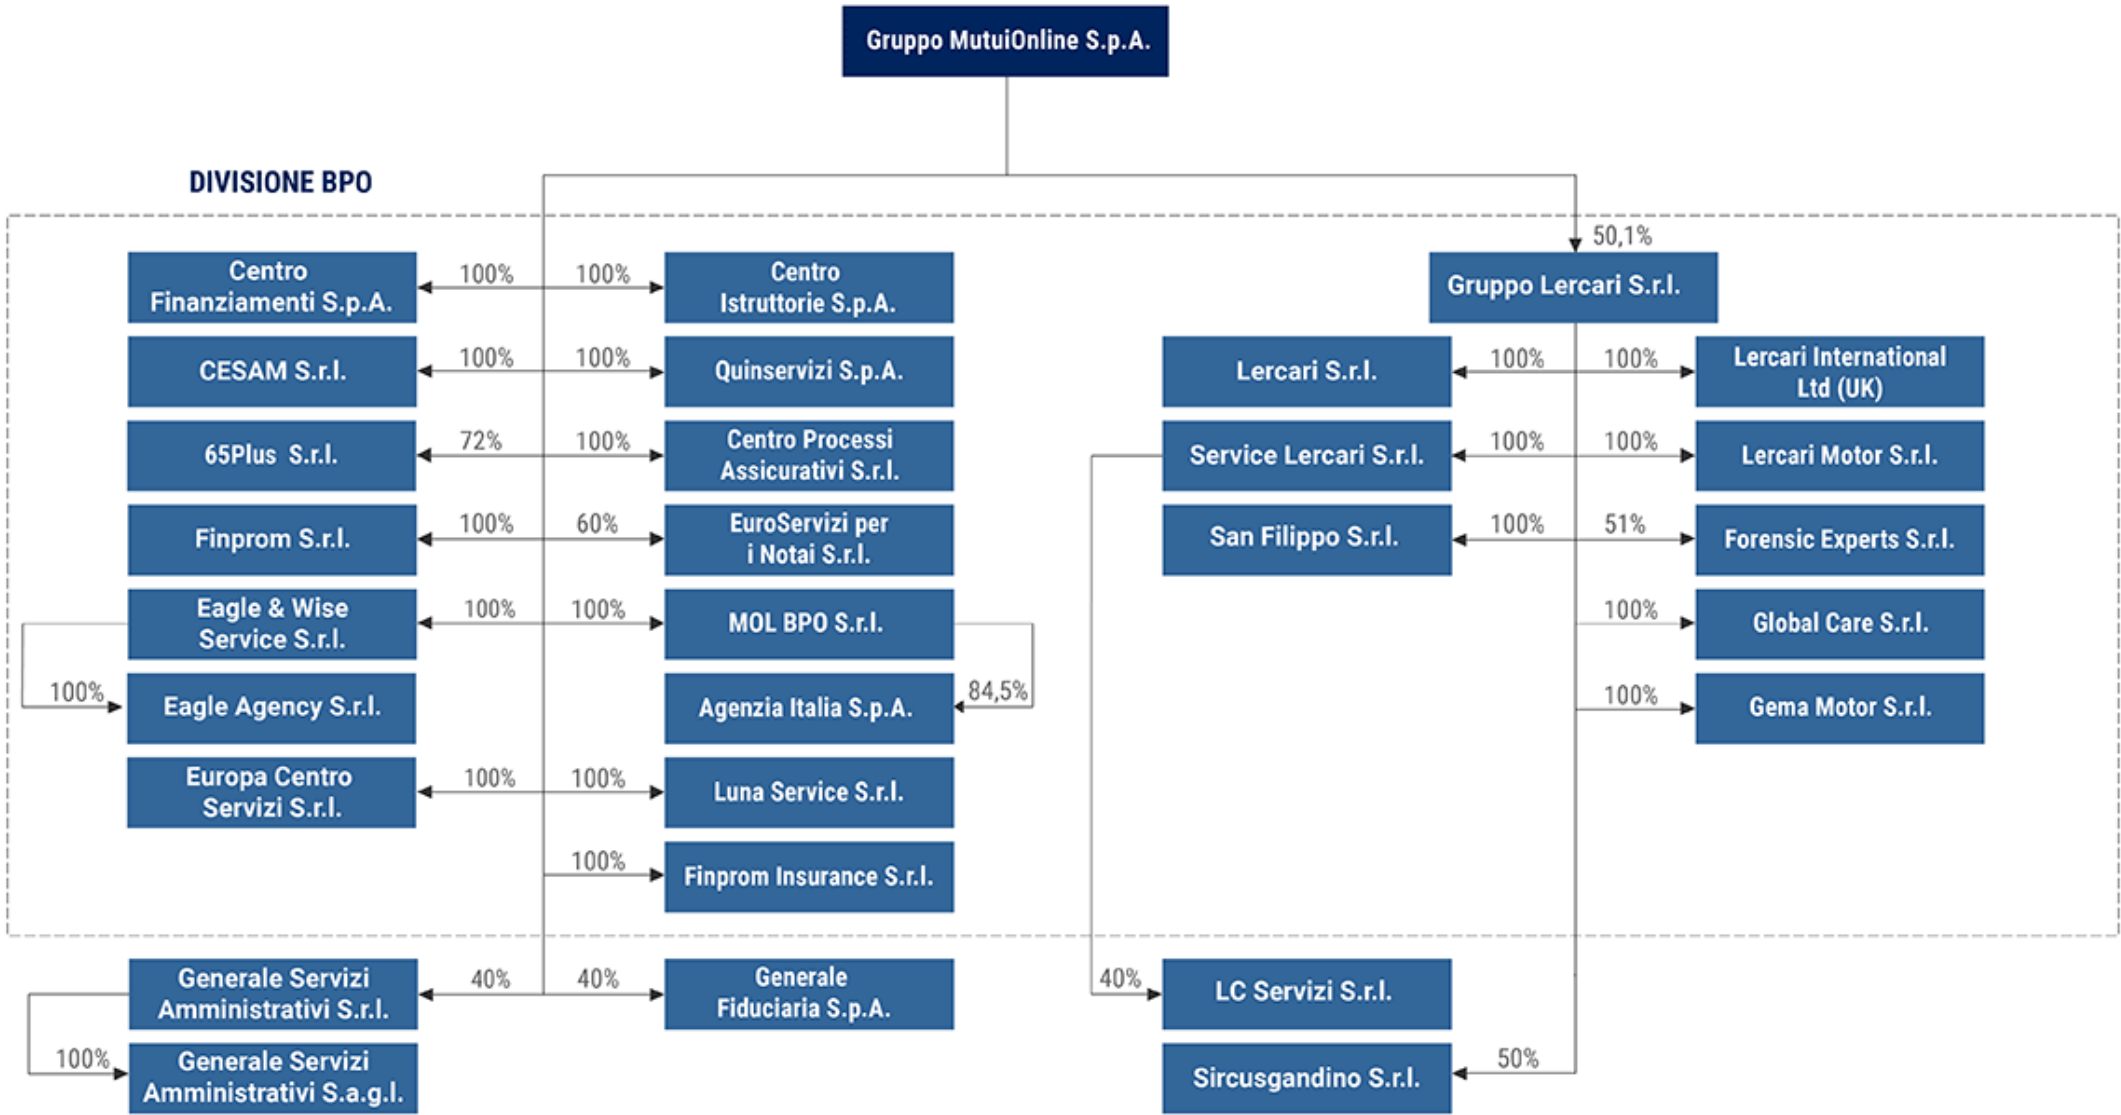 Gruppo MutuiOnline S.p.A.
DIVISIONE BPO
50,1%
Centro
Finanziamenti S.p.A.
100%
100%
Centro
Istruttorie S.p.A.
Gruppo Lercari S.r.l.
CESAM S.r.l.
100%
100%
Quinservizi S.p.A.
Lercari S.r.l.
100%
100%
Lercari International
Ltd (UK)
65Plus S.r.l.
72%
100%
Centro Processi
Assicurativi S.r.l.
Service Lercari S.r.l.
100%
100%
Lercari Motor S.r.l.
Finprom S.r.l.
100%
60%
EuroServizi per
i Notai S.r.l.
San Filippo S.r.l.
100%
51%
Forensic Experts S.r.l.
Eagle & Wise
Service S.r.l.
100%
100%
MOL BPO S.r.l.
100%
Global Care S.r.l.
100%
Eagle Agency S.r.l.
Agenzia Italia S.p.A.
84,5%
100%
Gema Motor S.r.l.
Europa Centro
Servizi S.r.l.
100%
100%
Luna Service S.r.l.
100%
Finprom Insurance S.r.l.
Generale Servizi
Amministrativi S.r.l.
40%
40%
Generale
Fiduciaria S.p.A.
40%
LC Servizi S.r.l.
100%
Generale Servizi
Amministrativi S.a.g.l.
Sircusgandino S.r.l.
50%